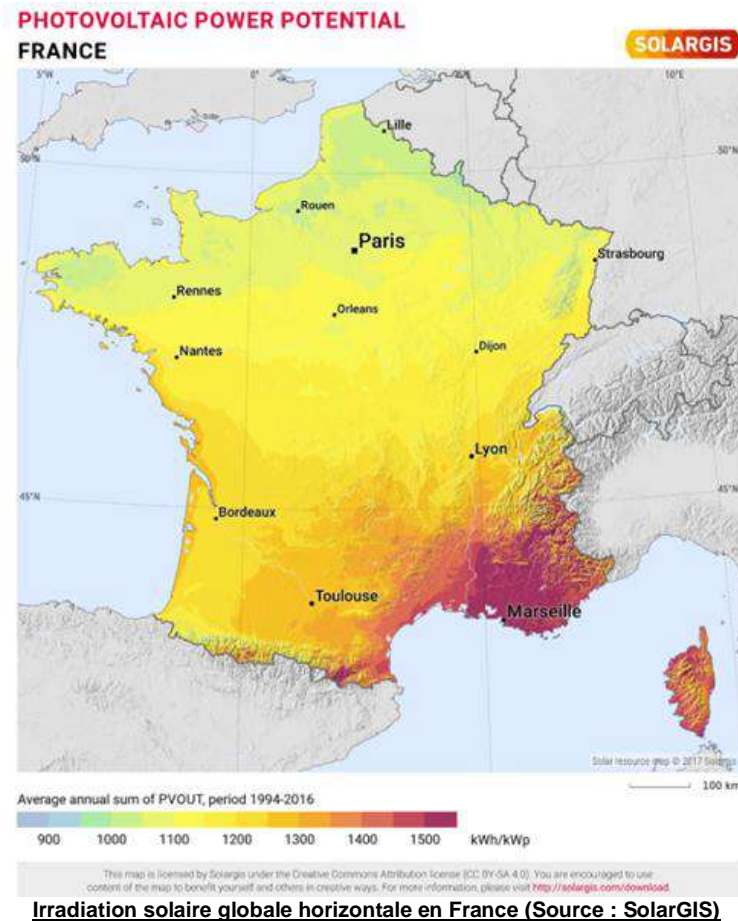 PHOTOVOLTAIC POWER POTENTIAL
FRANCE
SOLARGIS
5°W
0°
10°E
50°N
Lille
50°N
Rouen
Paris
Strasbourg
Rennes
Orleans
Nantes
Dijon
Lyon
45°N
45°N
Bordeaux
Toulouse
Marseille
Solar resource map © 2017 Solargis
100 km
Average annual sum of PVOUT, period 1994-2016
900 1000 1100 1200 1300 1400 1500 kWh/kWp
This map is licensed by Solargis under the Creative Commons Attribution license (CC BY-SA 4.0). You are encouraged to use
content of the map to benefit yourself and others in creative ways. For more information, please visit http://solargis.com/download.
Irradiation solaire globale horizontale en France (Source : SolarGIS)